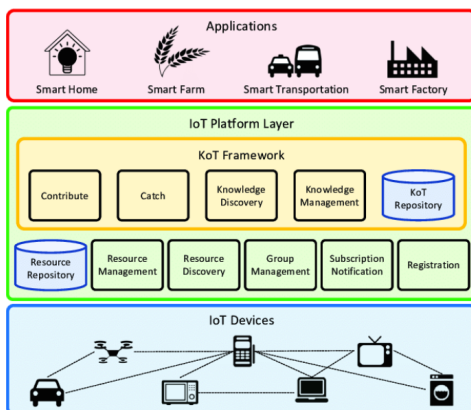 Applications
Smart Home
Smart Farm
Smart Transportation
Smart Factory
IoT Platform Layer
KoT Framework
Contribute
Catch
Knowledge
Discovery
Knowledge
Management
KoT
Repository
Resource
Repository
Resource
Management
Resource
Discovery
Group
Management
Subscription
Notification
Registration
IoT Devices